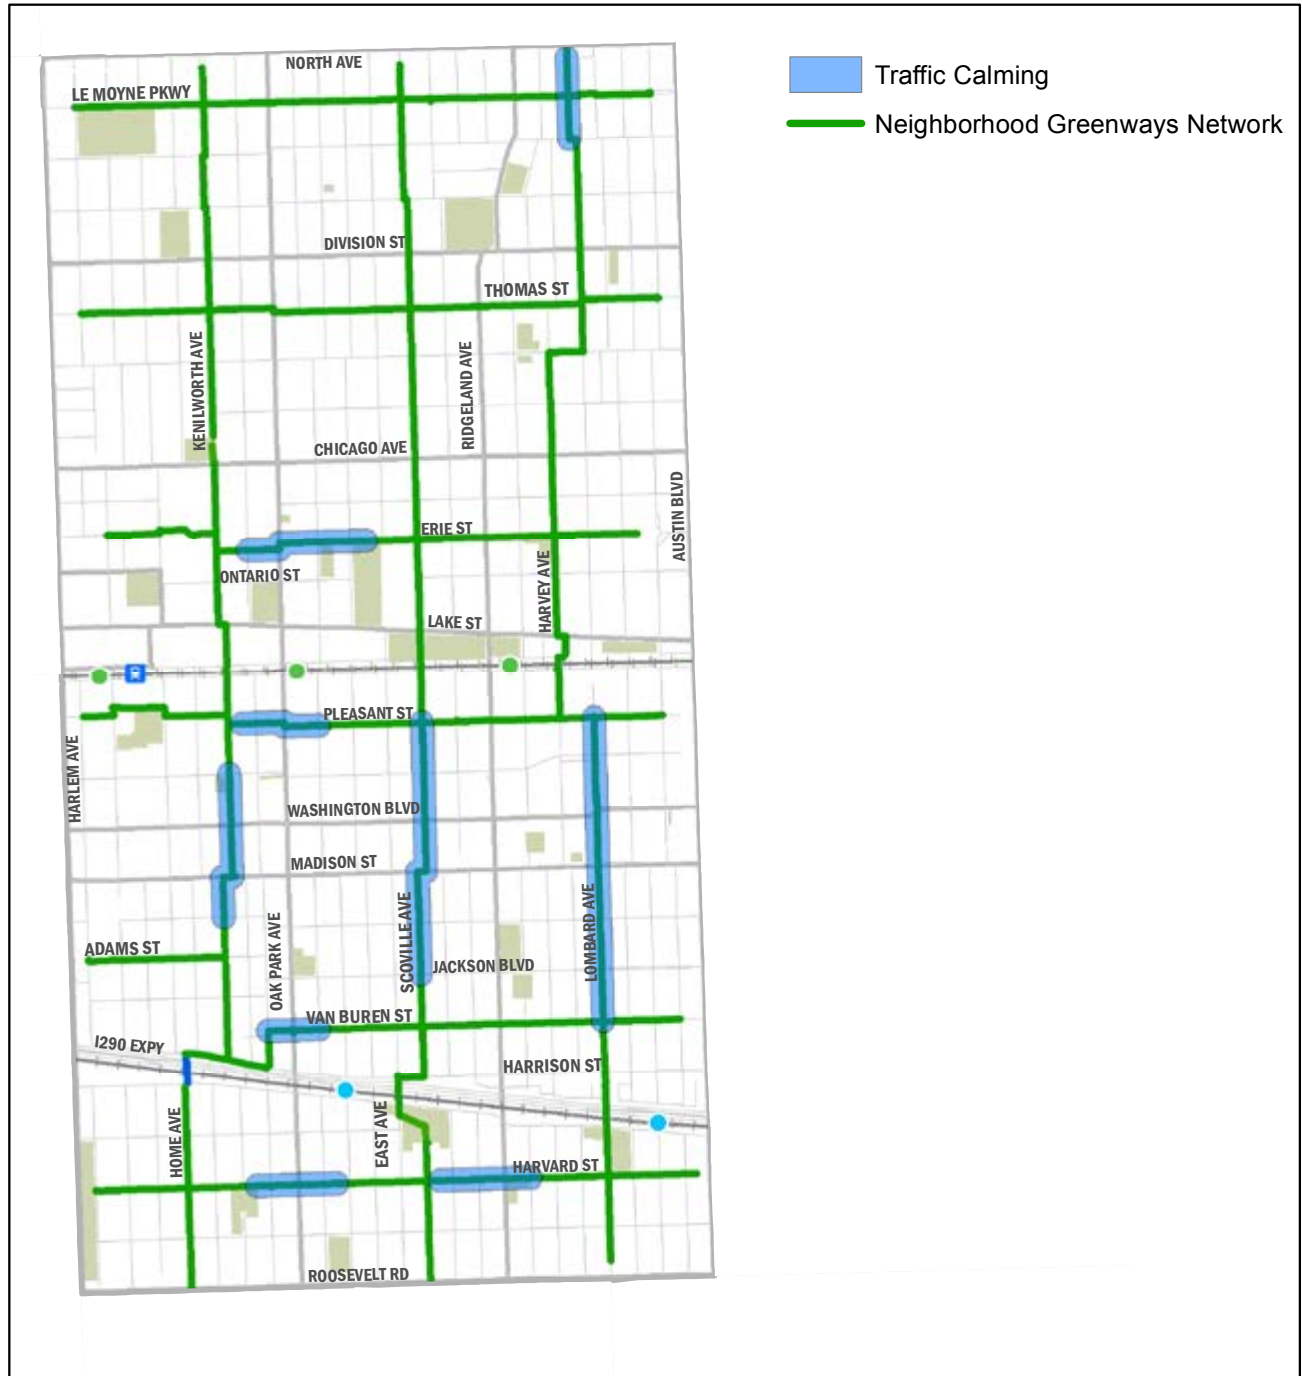 NORTH AVE
Traffic Calming
LE MOYNE PKWY
Neighborhood Greenways Network
DIVISION ST
THOMAS ST
KENILWORTH AVE
RIDGELAND AVE
CHICAGO AVE
AUSTIN BLVD
ERIE ST
ONTARIO ST
HARVEY AVE
LAKE ST
PLEASANT ST
HARLEM AVE
WASHINGTON BLVD
MADISON ST
ADAMS ST
OAK PARK AVE
SCOVILLE AVE
LOMBARD AVE
JACKSON BLVD
VAN BUREN ST
I290 EXPY
HARRISON ST
HOME AVE
EAST AVE
HARVARD ST
ROOSEVELT RD